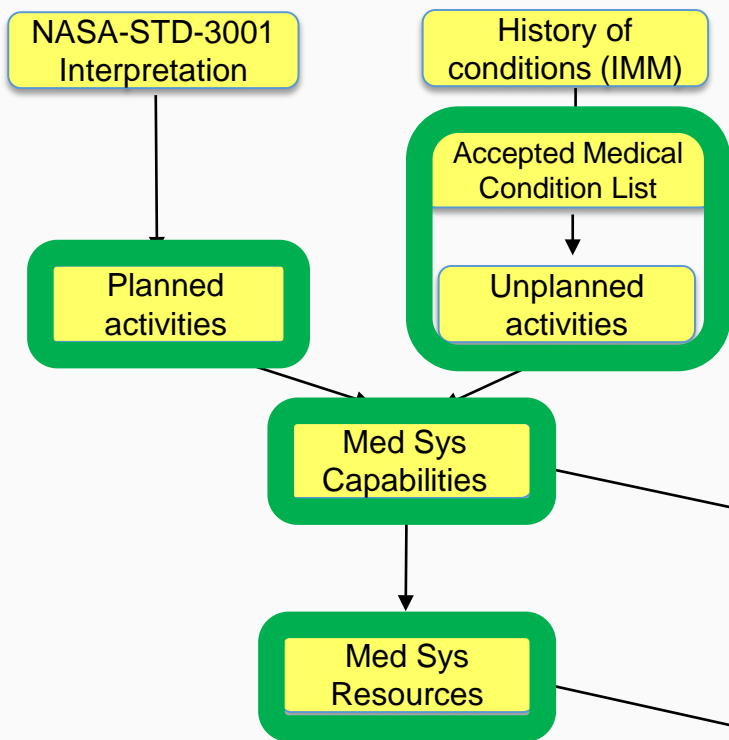 NASA-STD-3001
Interpretation
History of
conditions (IMM)
Accepted Medical
Condition List
Planned
activities
Unplanned
activities
Med Sys
Capabilities
Med Sys
Resources